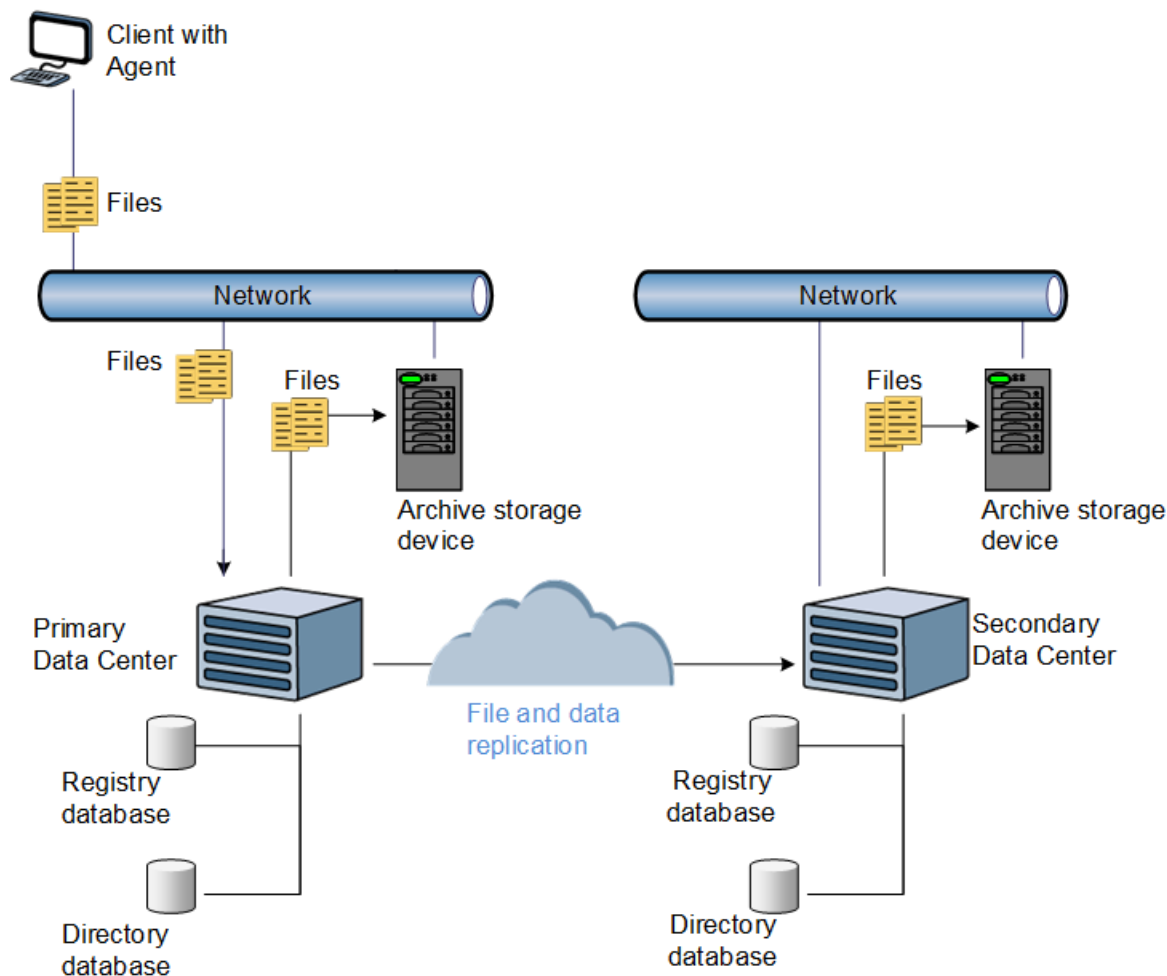 Client with
Agent
Files
Network
Network
Files
Files
Files
Archive storage
device
Archive storage
device
Primary
Data Center
Secondary
Data Center
File and data
replication
Registry
database
Registry
database
Directory
database
Directory
database